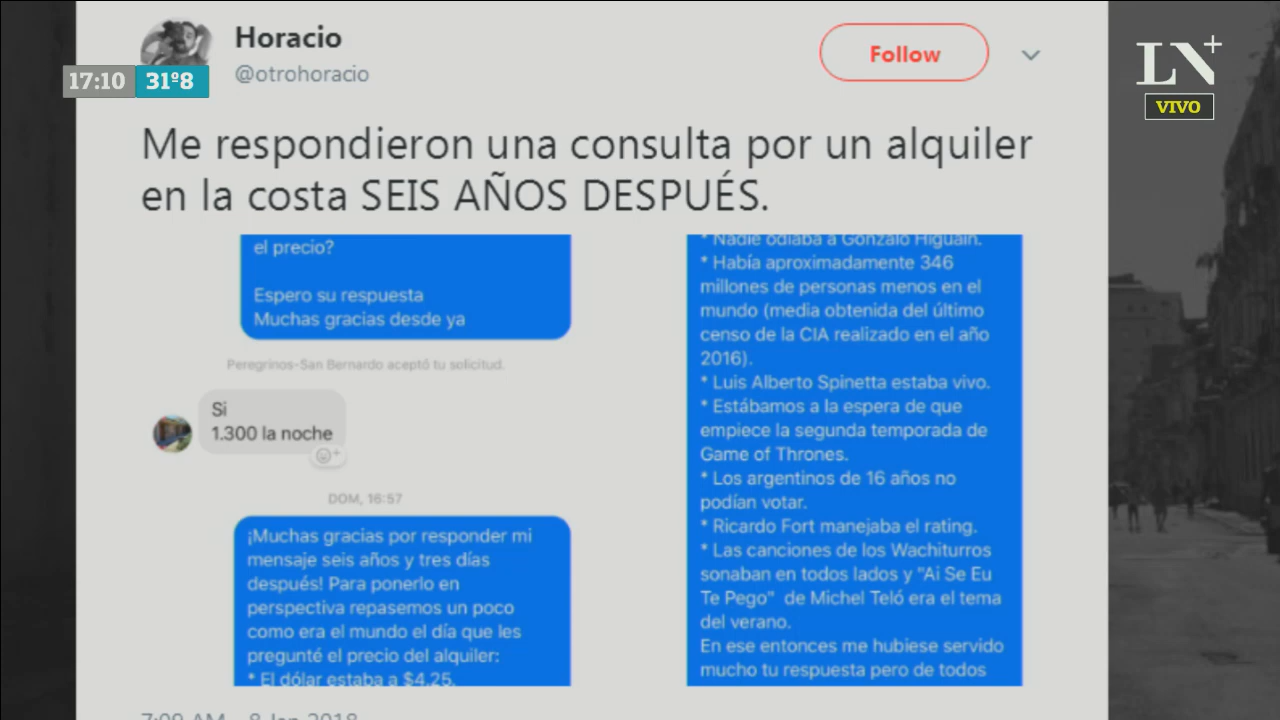 Horacio
@otrohoracio
Follow
17:10 31º8
LN+
VIVO
Me respondieron una consulta por un alquiler
en la costa SEIS AÑOS DESPUÉS.
el precio?
Espero su respuesta
Muchas gracias desde ya
Peregrinos-San Bernardo aceptó tu solicitud.
Si
1.300 la noche
DOM, 16:57
¡Muchas gracias por responder mi
mensaje seis años y tres días
después! Para ponerlo en
perspectiva repasemos un poco
como era el mundo el día que les
pregunté el precio del alquiler:
* El dólar estaba a $4.25.
* Nadie odiaba a Gonzalo Higuaín.
* Había aproximadamente 346
millones de personas menos en el
mundo (media obtenida del último
censo de la CIA realizado en el año
2016).
* Luis Alberto Spinetta estaba vivo.
* Estábamos a la espera de que
empiece la segunda temporada de
Game of Thrones.
* Los argentinos de 16 años no
podían votar.
* Ricardo Fort manejaba el rating.
* Las canciones de los Wachiturros
sonaban en todos lados y "Ai Se Eu
Te Pego" de Michel Teló era el tema
del verano.
En ese entonces me hubiese servido
mucho tu respuesta pero de todos
7:09 AM - 8 Jan 2018